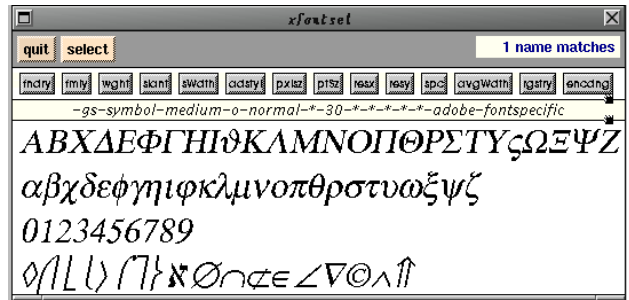 xfontsel
quit select 1 name matches
fndry fmly wght slant sWdth adstyl pxlsz ptSz resx resy spc avgWdth rgstry encdng
-gs-symbol-medium-o-normal-*-30-*-*-*-*-*-adobe-fontspecific
ΑΒΧΔΕΦΓΗΙϑΚΛΜΝΟΠΘΡΣΤΥςΩΞΨΖ
αβχδεφγηιφκλμνοπθρστυωξψζ
0123456789
◊∈∠∇©∧⇑